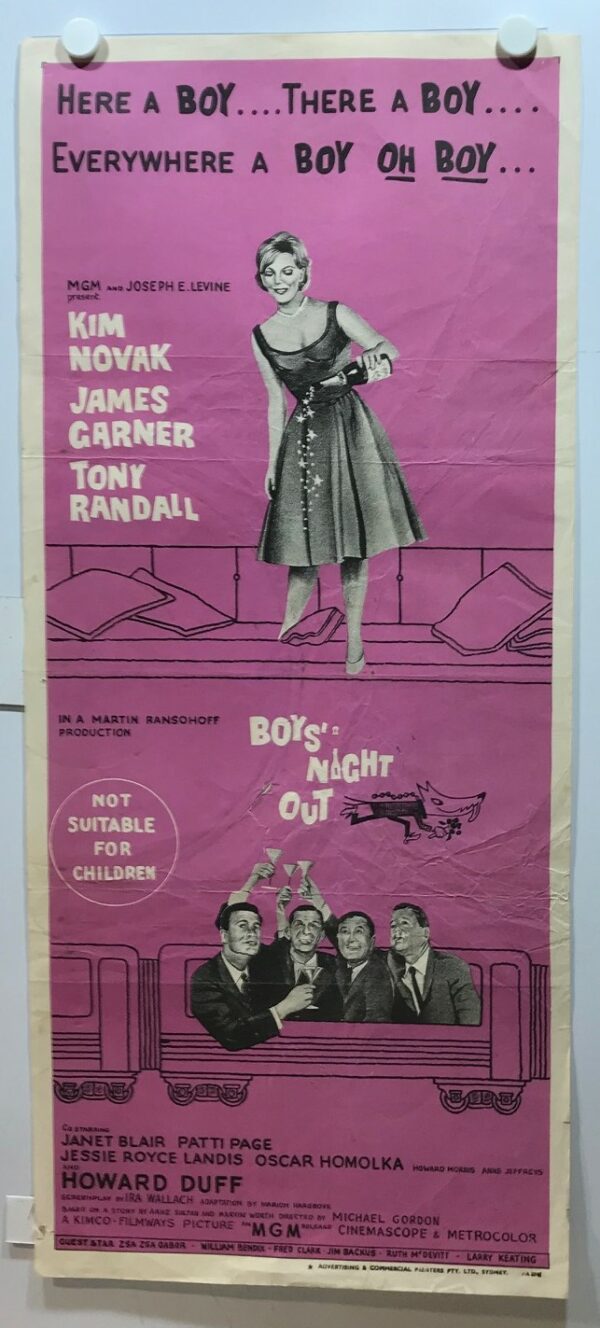 HERE A BOY....THERE A BOY....
EVERYWHERE A BOY OH BOY...
MGM AND JOSEPH E. LEVINE
present
KIM
NOVAK
JAMES
GARNER
TONY
RANDALL
IN A MARTIN RANSOHOFF
PRODUCTION
BOYS'
NIGHT
OUT
NOT
SUITABLE
FOR
CHILDREN
CO STARRING
JANET BLAIR PATTI PAGE
JESSIE ROYCE LANDIS OSCAR HOMOLKA HOWARD MORRIS ANNE JEFFREYS
AND
HOWARD DUFF
SCREENPLAY BY IRA WALLACH ADAPTATION BY MARION HARGROVE
BASED ON A STORY BY ARNE SULTAN AND MARVIN WORTH DIRECTED BY MICHAEL GORDON
A KIMCO-FILMWAYS PICTURE AN MGM RELEASE CINEMASCOPE & METROCOLOR
GUEST STAR ZSA ZSA GABOR - WILLIAM BENDIX - FRED CLARK - JIM BACKUS - RUTH McDEVITT - LARRY KEATING
ADVERTISING & COMMERCIAL PAINTERS PTY. LTD., SYDNEY.